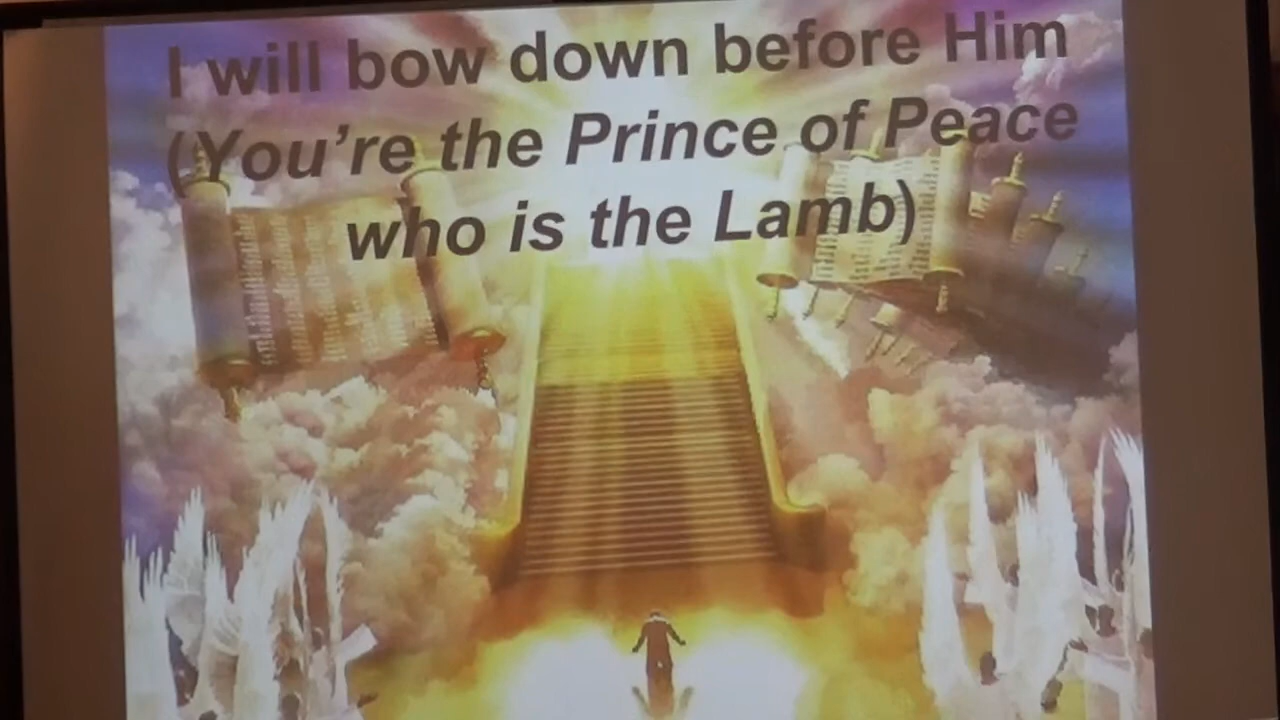 I will bow down before Him
(You’re the Prince of Peace
who is the Lamb)